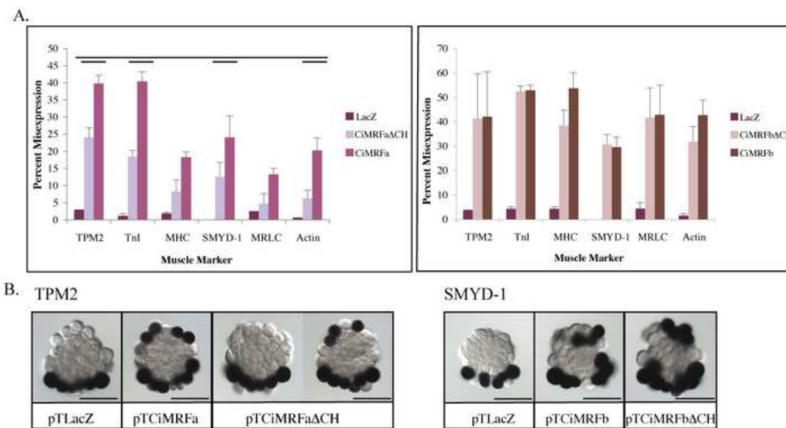 A.
50
45
40
35
30
25
20
15
10
5
0
Percent Misexpression
TPM2 TnI MHC SMYD-1 MRLC Actin
Muscle Marker
LacZ
CiMRFaΔCH
CiMRFa
70
60
50
40
30
20
10
0
Percent Misexpression
TPM2 TnI MHC SMYD-1 MRLC Actin
Muscle Marker
LacZ
CiMRFbΔCH
CiMRFb
B. TPM2
SMYD-1
pTLacZ pTCiMRFa pTCiMRFaΔCH
pTLacZ pTCiMRFb pTCiMRFbΔCH